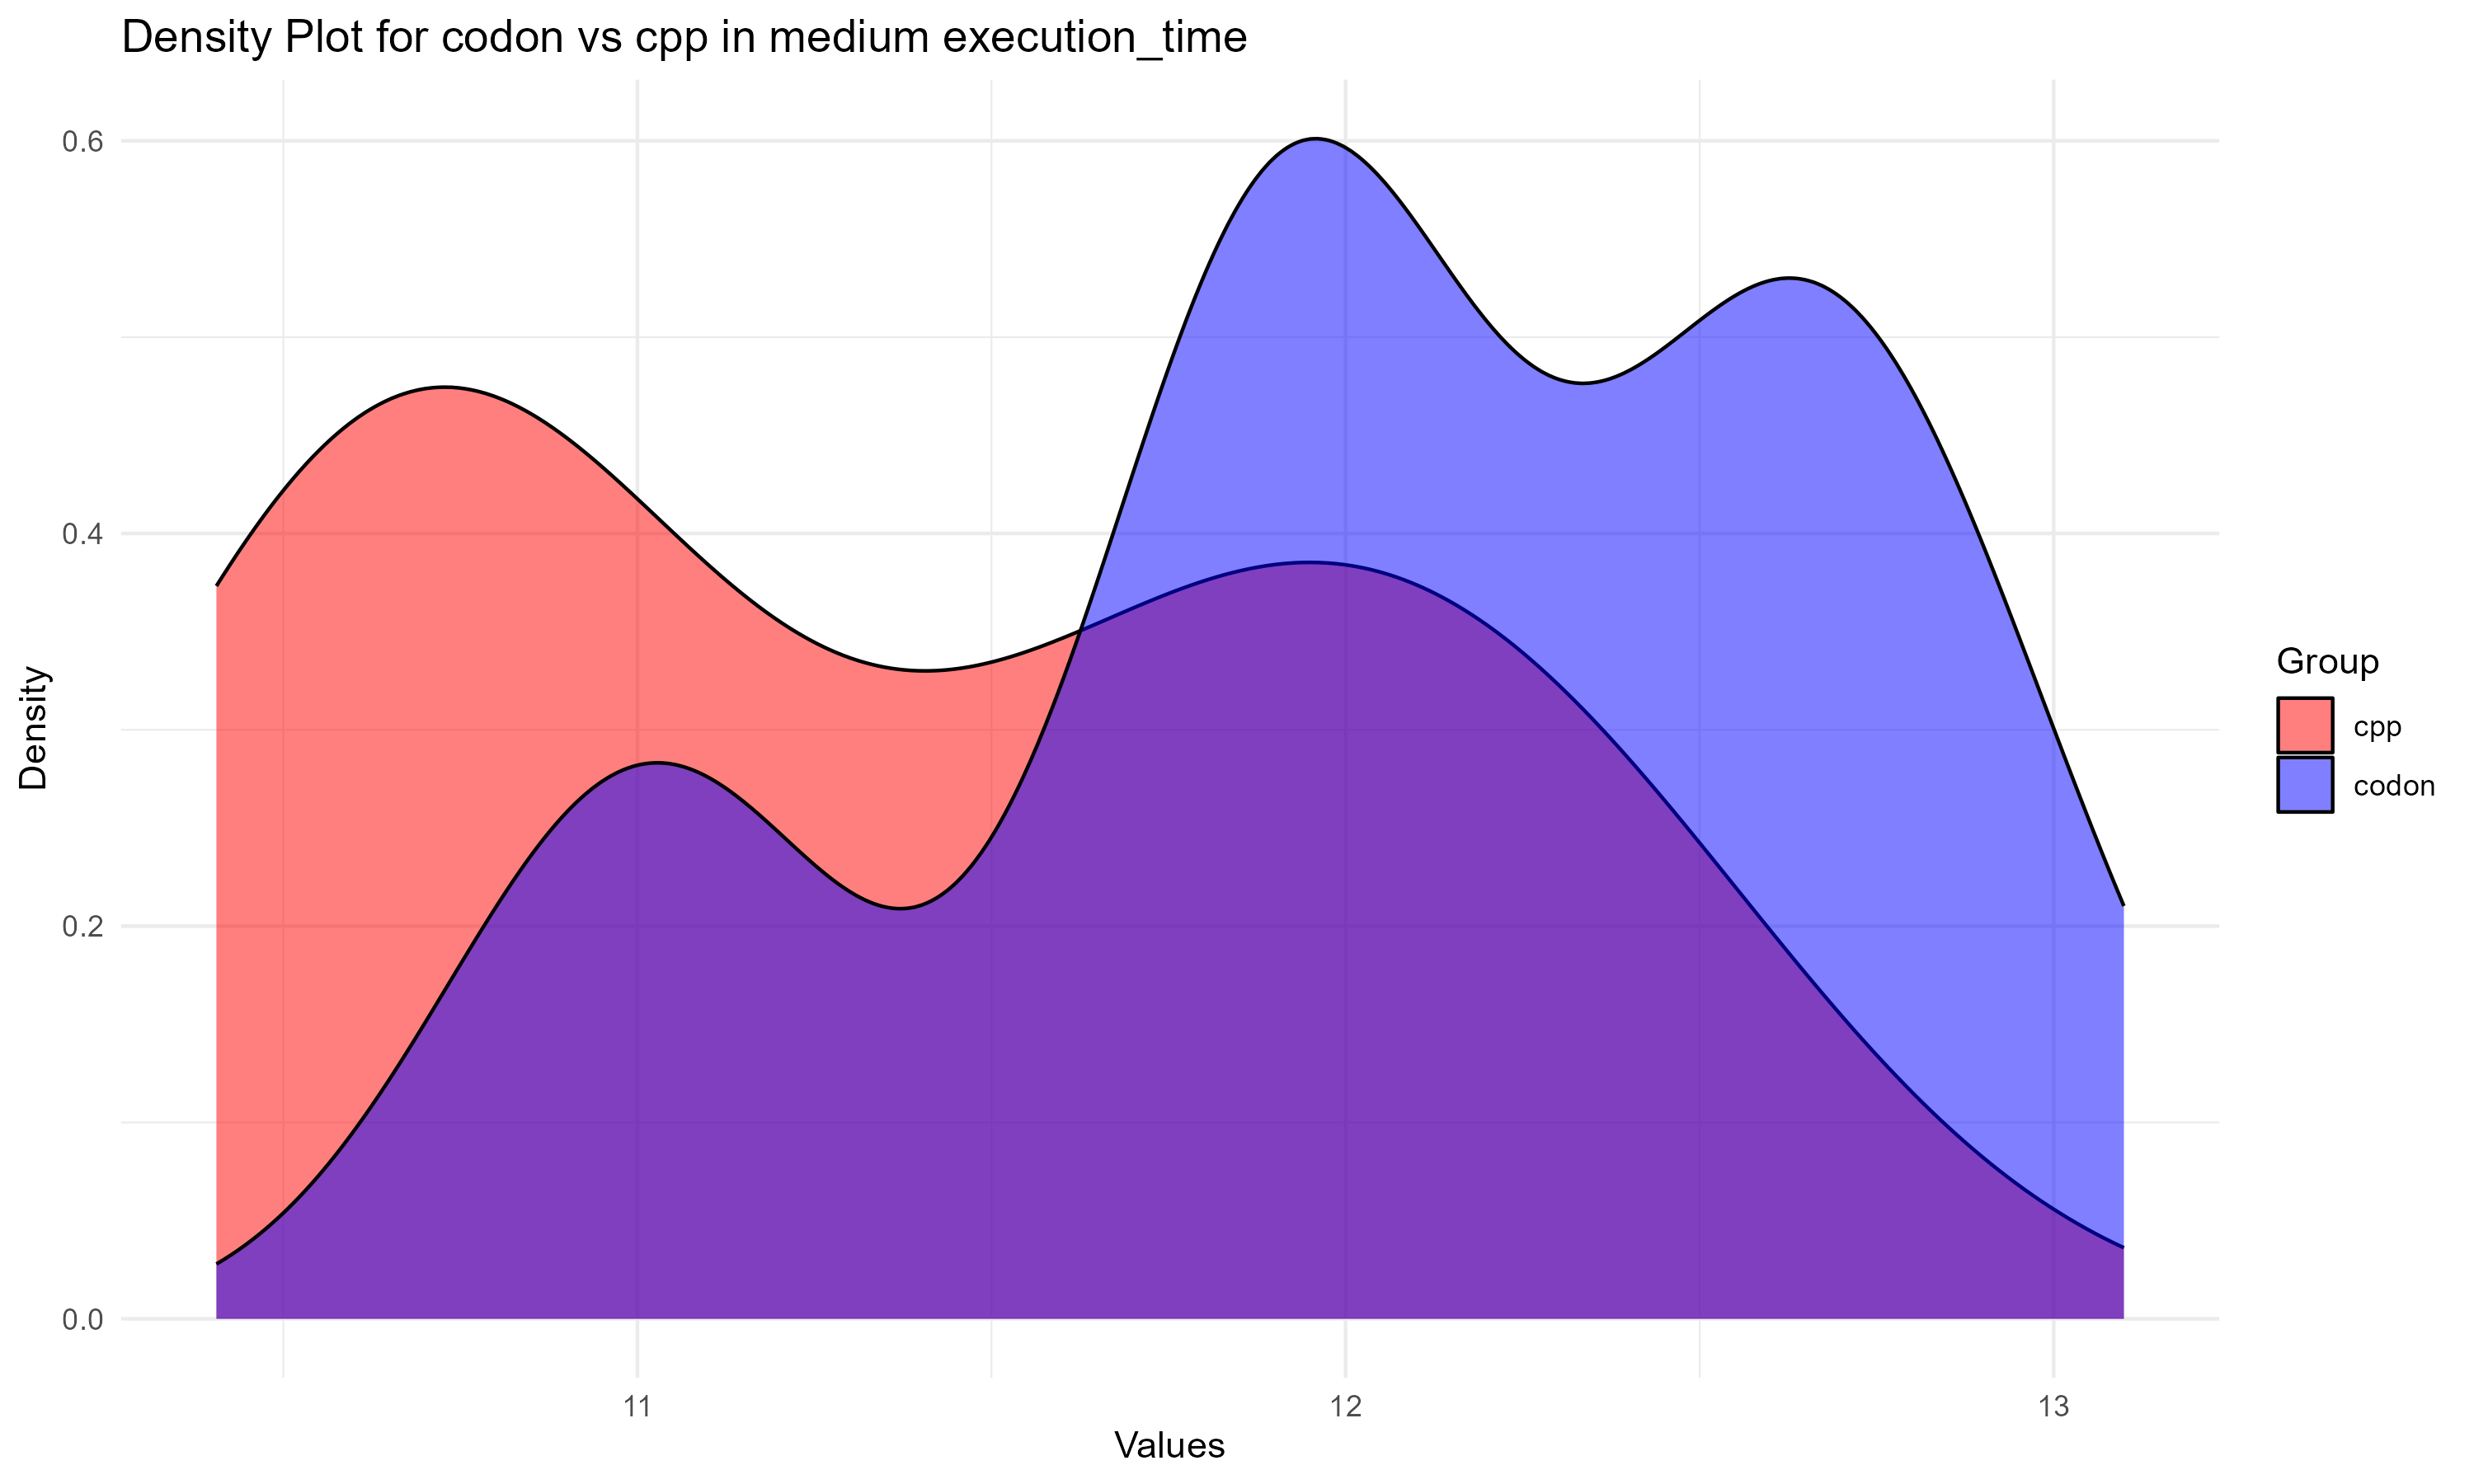 Density Plot for codon vs cpp in medium execution_time
0.6
0.4
0.2
0.0
Density
11
12
13
Values
Group
cpp
codon